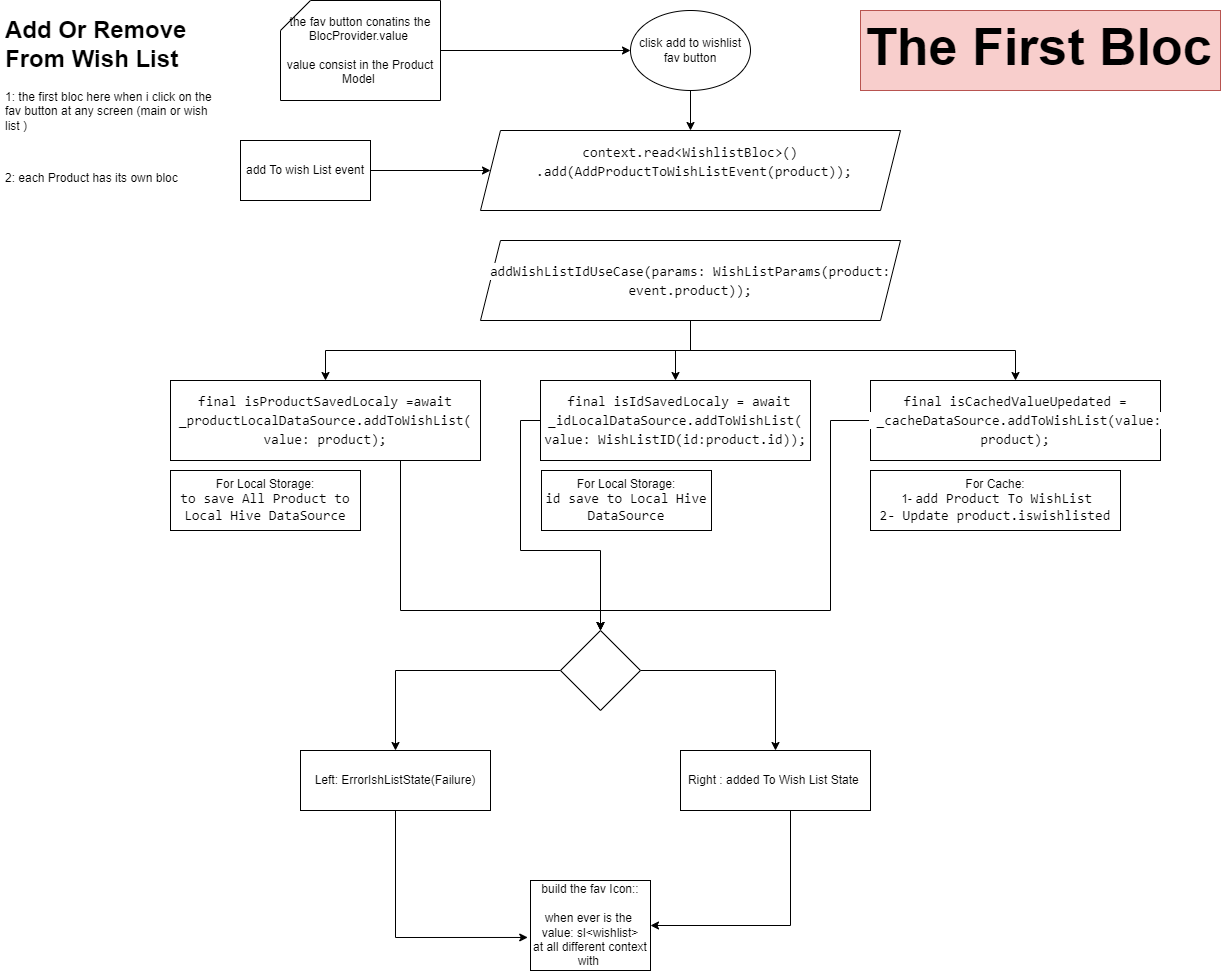 Add Or Remove
From Wish List
1: the first bloc here when i click on the
fav button at any screen (main or wish
list )
2: each Product has its own bloc
the fav button conatins the
BlocProvider.value
value consist in the Product
Model
clisk add to wishlist
fav button
The First Bloc
add To wish List event
context.read<WishlistBloc>()
.add(AddProductToWishListEvent(product));
addWishListIdUseCase(params: WishListParams(product:
event.product));
final isProductSavedLocaly =await
_productLocalDataSource.addToWishList(
value: product);
final isIdSavedLocaly = await
_idLocalDataSource.addToWishList(
value: WishListID(id:product.id));
final isCachedValueUpedated =
_cacheDataSource.addToWishList(value:
product);
For Local Storage:
to save All Product to
Local Hive DataSource
For Local Storage:
id save to Local Hive
DataSource
For Cache:
1- add Product To WishList
2- Update product.iswishlisted
Left: ErrorIshListState(Failure)
Right : added To Wish List State
build the fav Icon::
when ever is the
value: sl<wishlist>
at all different context
with